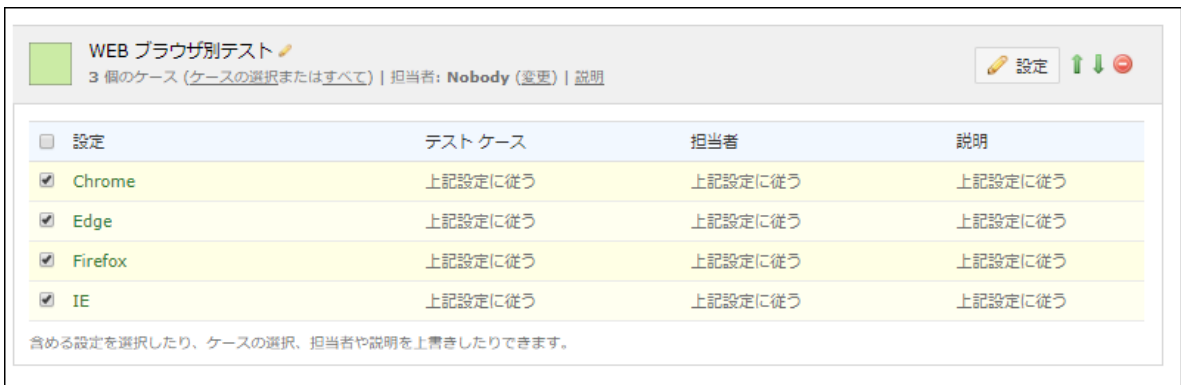 WEB ブラウザ別テスト
3 個のケース (ケースの選択またはすべて) | 担当者: Nobody (変更) | 説明
設定
設定 テスト ケース 担当者 説明
Chrome 上記設定に従う 上記設定に従う 上記設定に従う
Edge 上記設定に従う 上記設定に従う 上記設定に従う
Firefox 上記設定に従う 上記設定に従う 上記設定に従う
IE 上記設定に従う 上記設定に従う 上記設定に従う
含める設定を選択したり、ケースの選択、担当者や説明を上書きしたりできます。